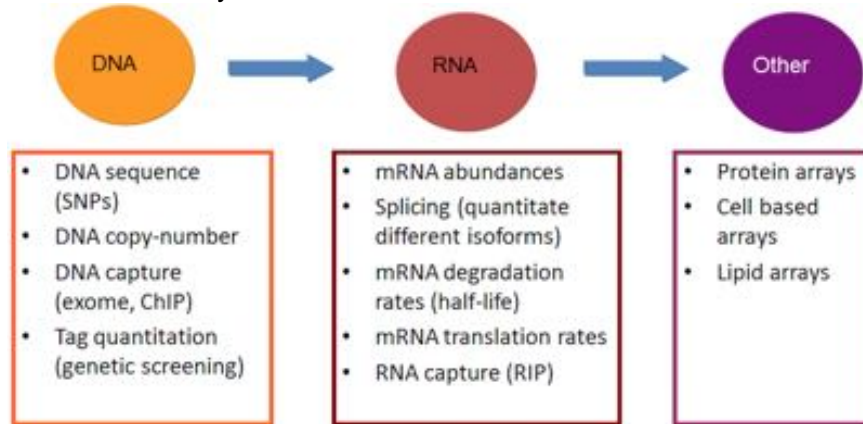 DNA
RNA
Other
• DNA sequence
(SNPs)
• DNA copy-number
• DNA capture
(exome, ChIP)
• Tag quantitation
(genetic screening)
• mRNA abundances
• Splicing (quantitate
different isoforms)
• mRNA degradation
rates (half-life)
• mRNA translation rates
• RNA capture (RIP)
• Protein arrays
• Cell based
arrays
• Lipid arrays